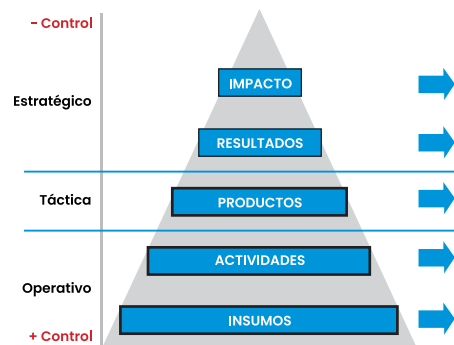 - Control
IMPACTO
Estratégico
RESULTADOS
Táctica
PRODUCTOS
ACTIVIDADES
Operativo
INSUMOS
+ Control